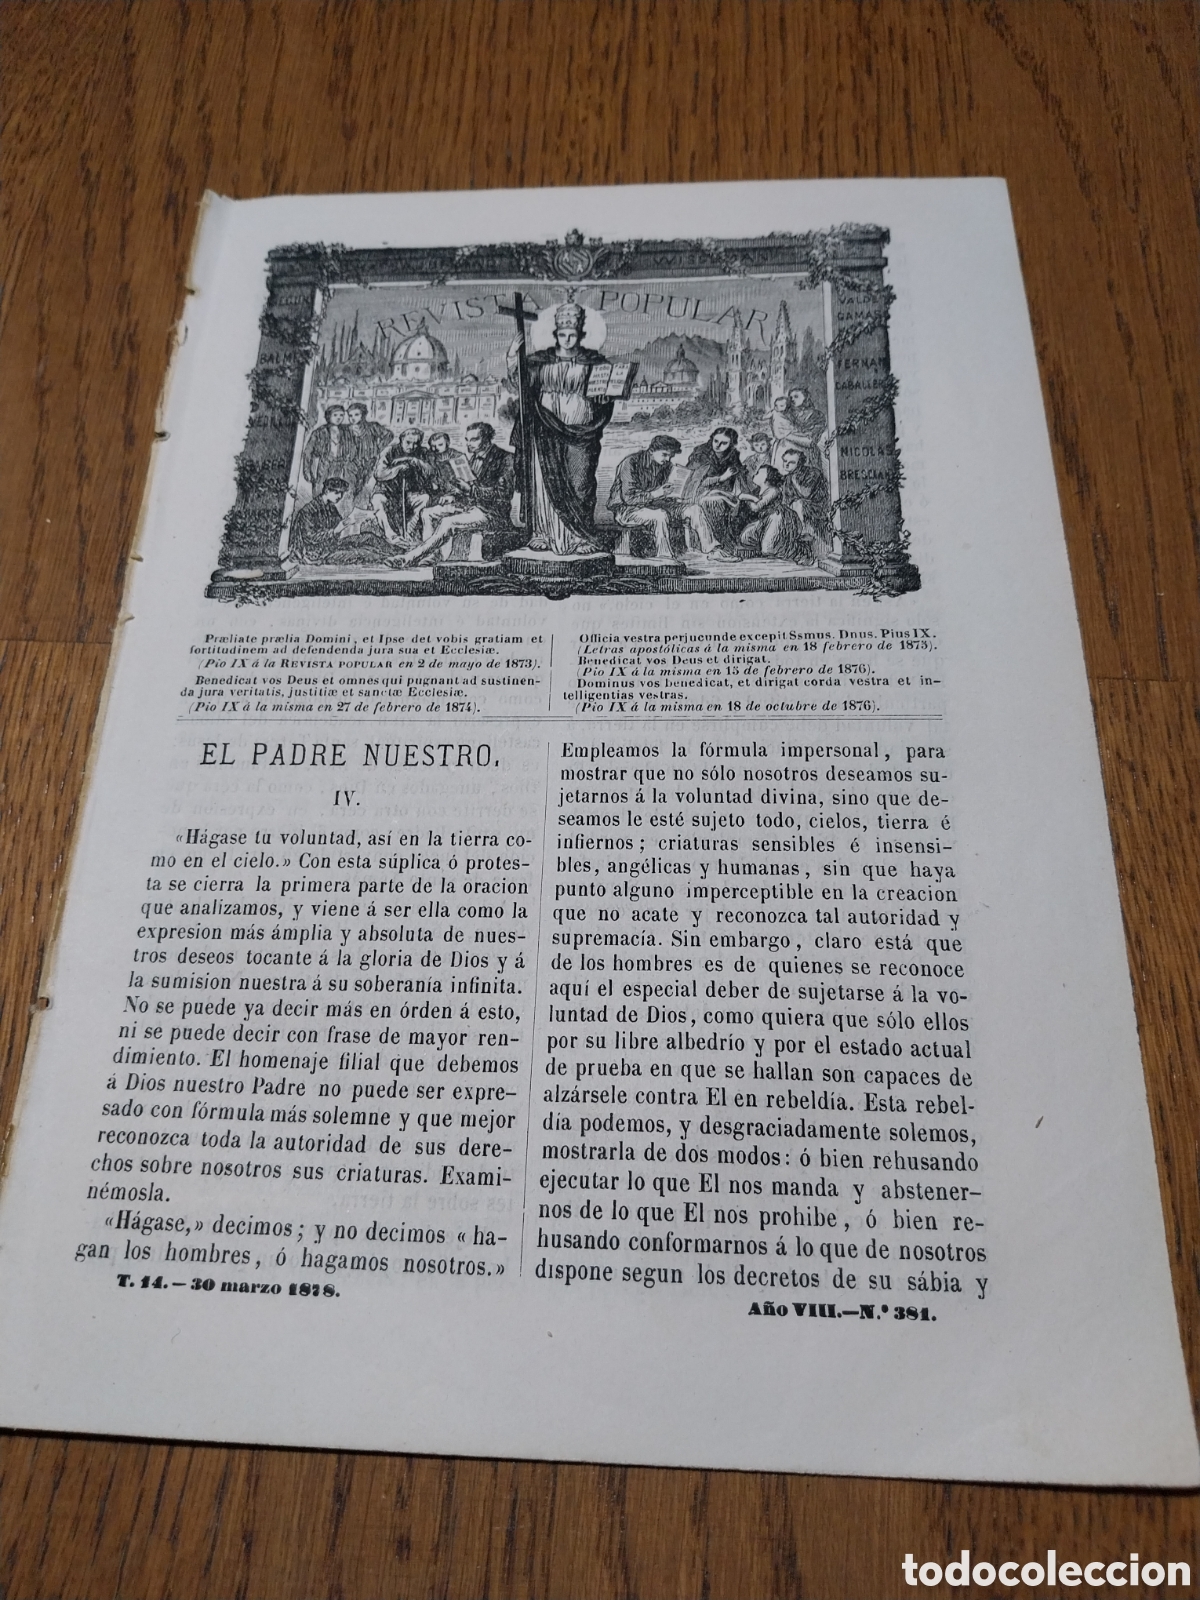 REVISTA POPULAR
BALMES
VALDE
GAMAS
FERNAN
CABALLERO
NICOLAS
Præliate prælia Domini, et Ipse det vobis gratiam et
fortitudinem ad defendenda jura sua et Ecclesiæ.
(Pio IX á la REVISTA POPULAR en 2 de mayo de 1873).
Benedicat vos Deus et omnes qui pugnant ad sustinen-
da jura veritatis, justitiæ et sanctæ Ecclesiæ.
(Pio IX á la misma en 27 de febrero de 1874).
Officia vestra perjucunde excepit Ssmus. Dnus. Pius IX.
(Letras apostólicas á la misma en 18 febrero de 1875).
Benedicat vos Deus et dirigat.
(Pio IX á la misma en 15 de febrero de 1876).
Dominus vos benedicat, et dirigat corda vestra et in-
telligentias vestras.
(Pio IX á la misma en 18 de octubre de 1876).
EL PADRE NUESTRO.
IV.
«Hágase tu voluntad, así en la tierra co-
mo en el cielo.» Con esta súplica ó protes-
ta se cierra la primera parte de la oracion
que analizamos, y viene á ser ella como la
expresion más ámplia y absoluta de nues-
tros deseos tocante á la gloria de Dios y á
la sumision nuestra á su soberanía infinita.
No se puede ya decir más en órden á esto,
ni se puede decir con frase de mayor ren-
dimiento. El homenaje filial que debemos
á Dios nuestro Padre no puede ser expre-
sado con fórmula más solemne y que mejor
reconozca toda la autoridad de sus dere-
chos sobre nosotros sus criaturas. Exami-
némosla.
«Hágase,» decimos; y no decimos «ha-
gan los hombres, ó hagamos nosotros.»
T. 14.—30 marzo 1878.
Empleamos la fórmula impersonal, para
mostrar que no sólo nosotros deseamos su-
jetarnos á la voluntad divina, sino que de-
seamos le esté sujeto todo, cielos, tierra é
infiernos; criaturas sensibles é insensi-
bles, angélicas y humanas, sin que haya
punto alguno imperceptible en la creacion
que no acate y reconozca tal autoridad y
supremacía. Sin embargo, claro está que
de los hombres es de quienes se reconoce
aquí el especial deber de sujetarse á la vo-
luntad de Dios, como quiera que sólo ellos
por su libre albedrío y por el estado actual
de prueba en que se hallan son capaces de
alzársele contra El en rebeldía. Esta rebel-
día podemos, y desgraciadamente solemos,
mostrarla de dos modos: ó bien rehusando
ejecutar lo que El nos manda y abstener-
nos de lo que El nos prohibe, ó bien re-
husando conformarnos á lo que de nosotros
dispone segun los decretos de su sábia y
Año VIII.—N.º 381.
todocoleccion